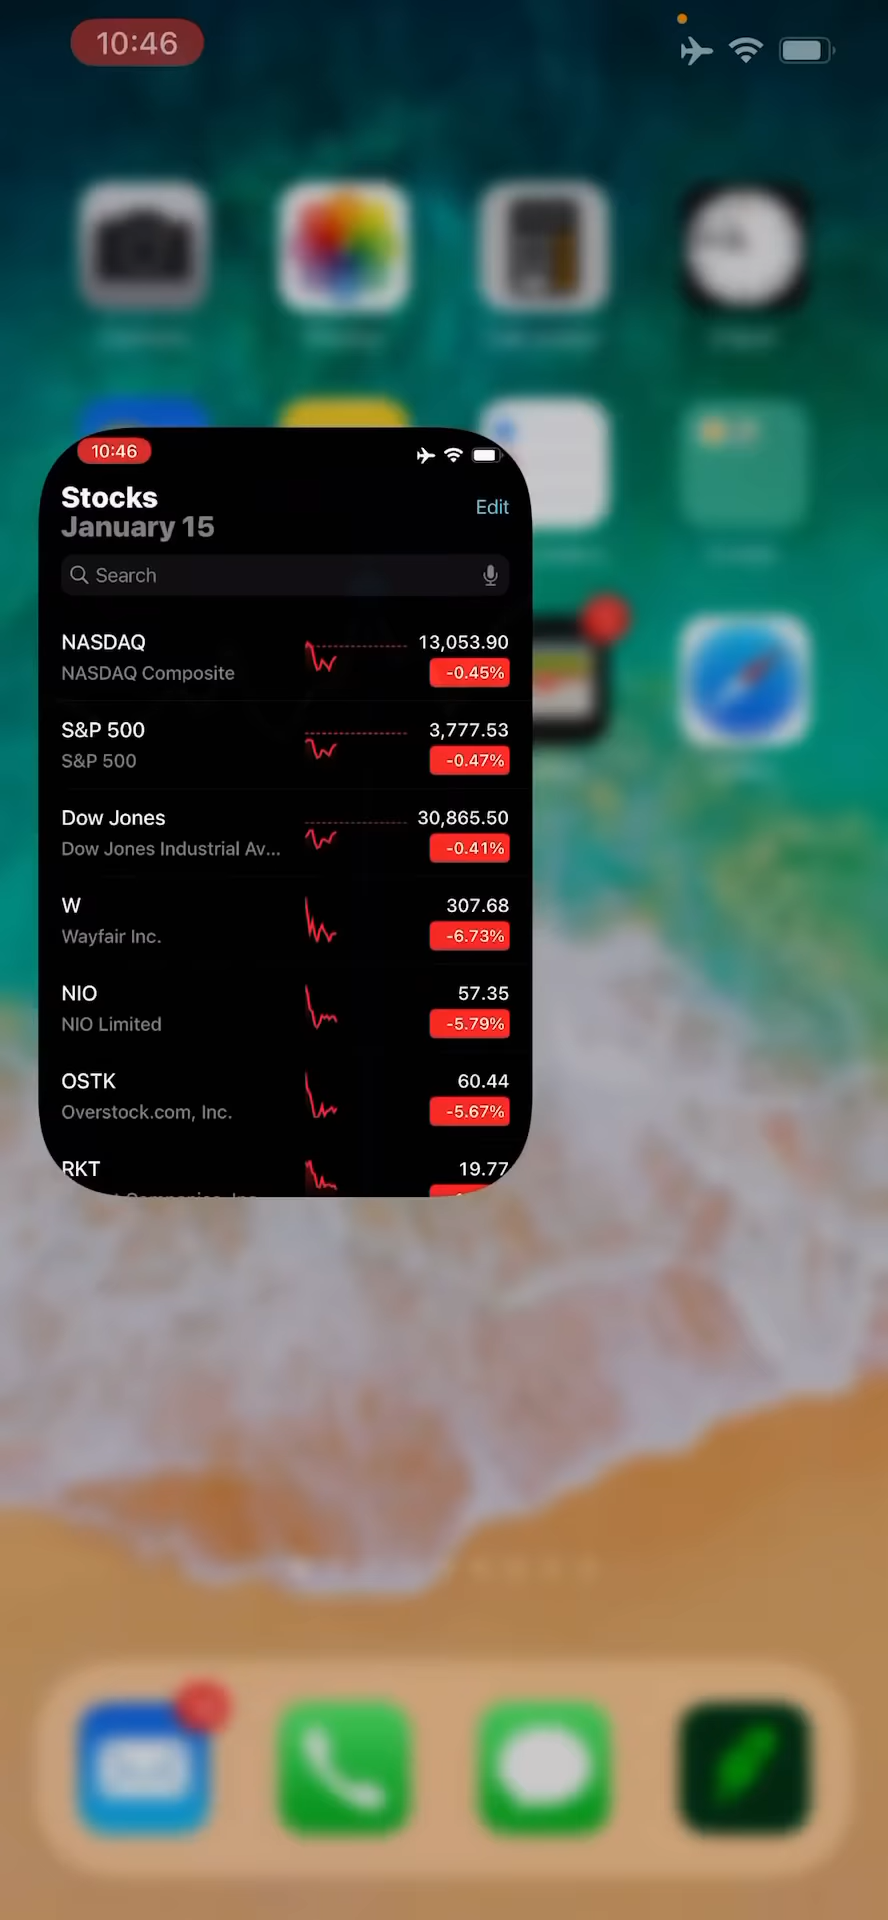 10:46
10:46
Stocks
Edit
January 15
Search
NASDAQ
13,053.90
NASDAQ Composite
-0.45%
S&P 500
3,777.53
S&P 500
-0.47%
Dow Jones
30,865.50
Dow Jones Industrial Av...
-0.41%
W
307.68
Wayfair Inc.
-6.73%
NIO
57.35
NIO Limited
-5.79%
OSTK
60.44
Overstock.com, Inc.
-5.67%
RKT
19.77